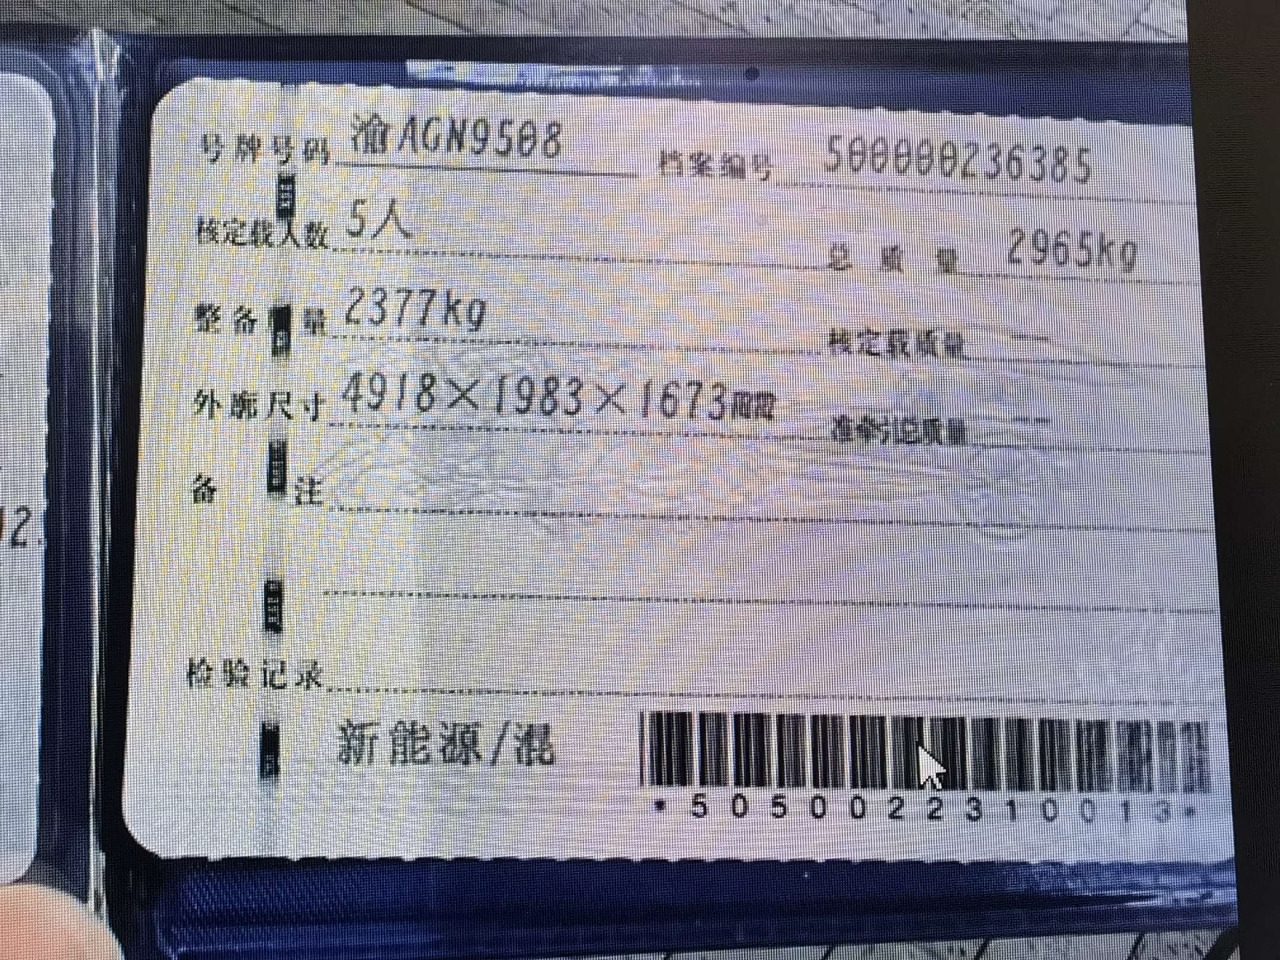 号牌号码 渝AGN9508 档案编号 500000236385
核定载人数 5人 总质量 2965kg
整备质量 2377kg 核定载质量 —
外廓尺寸 4918×1983×1673mm 准牵引总质量 —
备注
检验记录
新能源/混
*5050022310013*